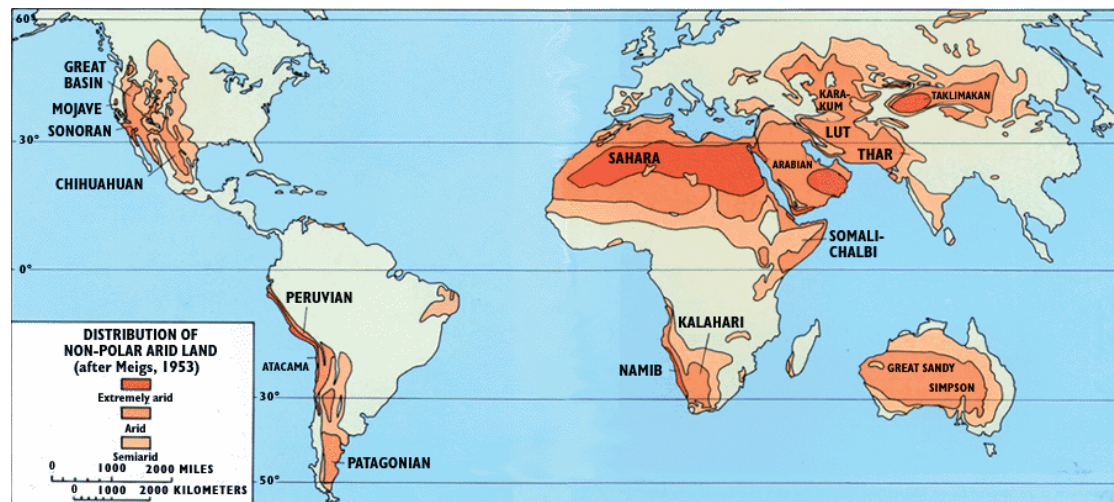 60°
GREAT
BASIN
MOJAVE
SONORAN
30°
CHIHUAHUAN
KARA-
KUM
TAKLIMAKAN
LUT
THAR
SAHARA
ARABIAN
SOMALI-
CHALBI
0°
PERUVIAN
KALAHARI
ATACAMA
NAMIB
GREAT SANDY
SIMPSON
30°
PATAGONIAN
50°
DISTRIBUTION OF
NON-POLAR ARID LAND
(after Meigs, 1953)
Extremely arid
Arid
Semiarid
0 1000 2000 MILES
0 1000 2000 KILOMETERS